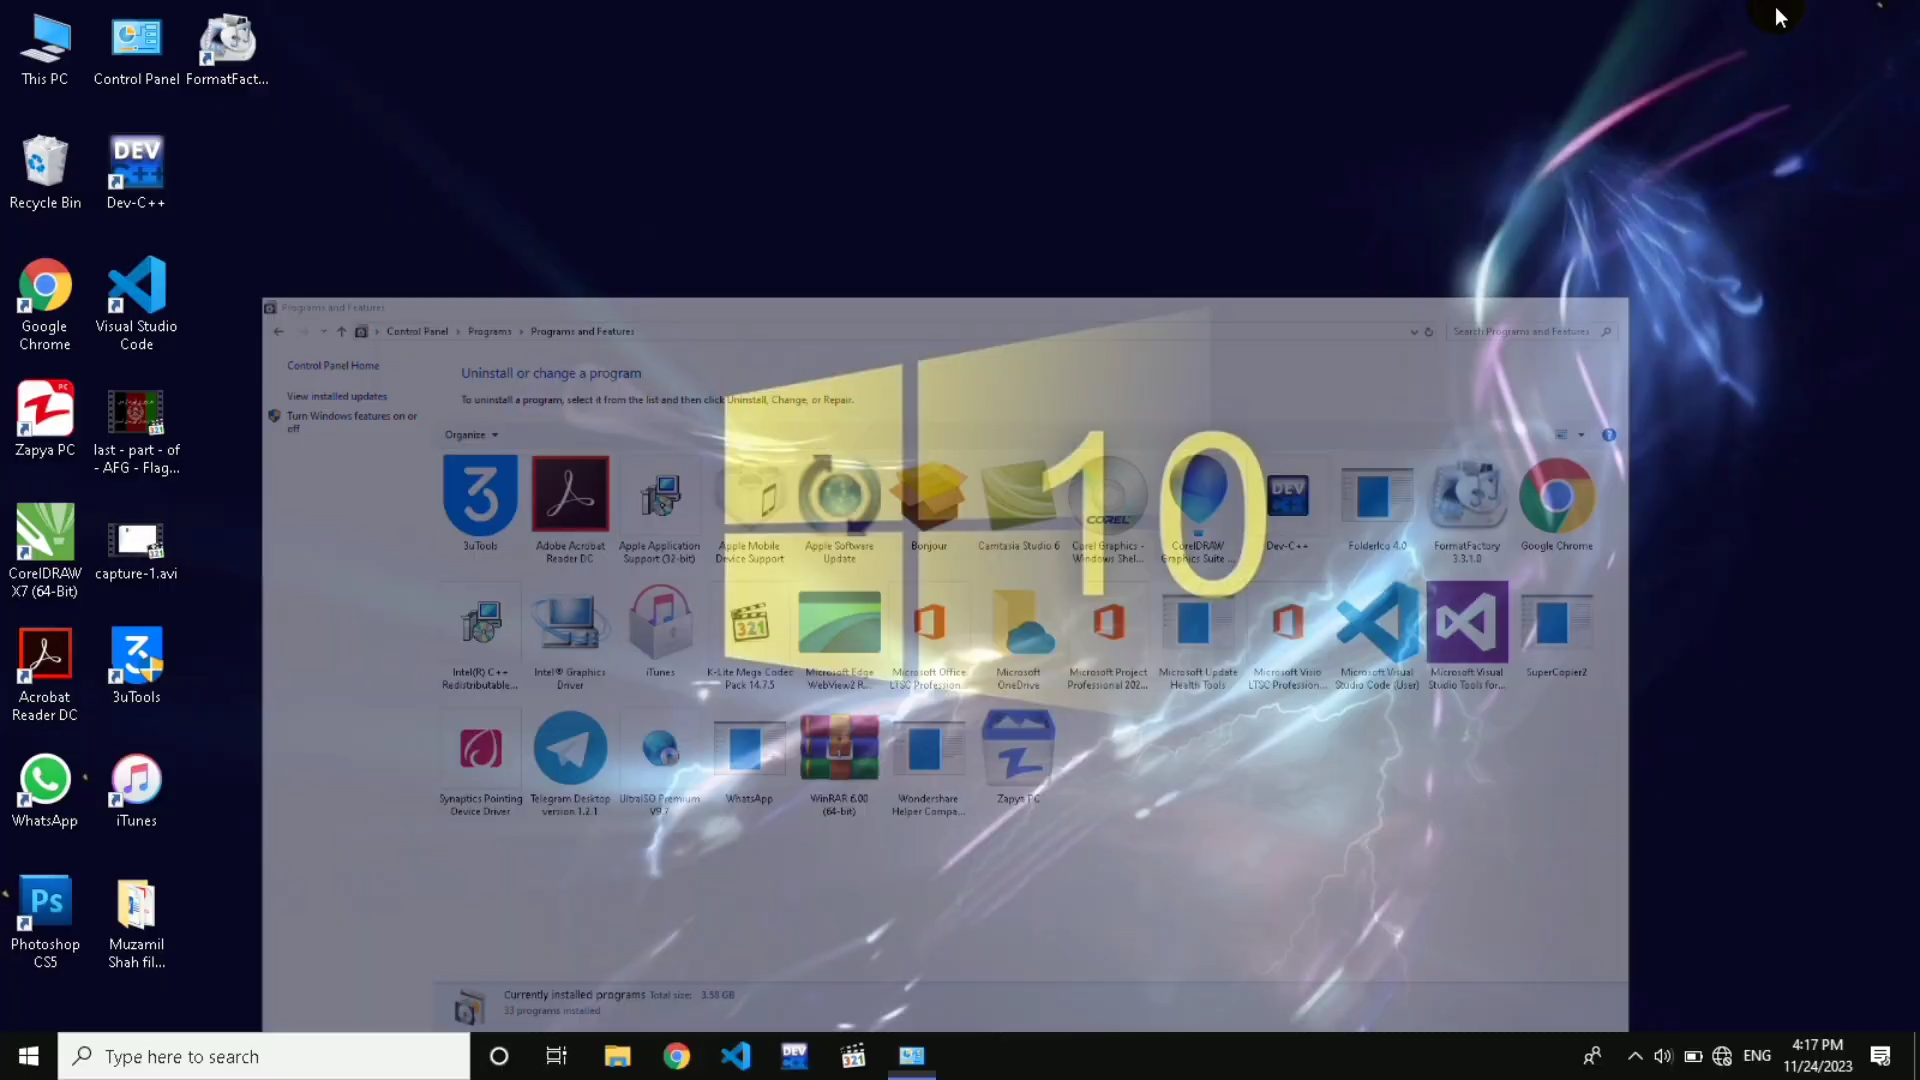 This PC
Control Panel
FormatFact...
Recycle Bin
DEV
C++
Dev-C++
Google
Chrome
Visual Studio
Code
PC
Zapya PC
321
last - part - of
- AFG - Flag...
CorelDRAW
X7 (64-Bit)
321
capture-1.avi
Acrobat
Reader DC
3uTools
WhatsApp
iTunes
Ps
Photoshop
CS5
Muzamil
Shah fil...
Programs and Features
Control Panel > Programs > Programs and Features
Search Programs and Features
Control Panel Home
View installed updates
Turn Windows features on or
off
Uninstall or change a program
To uninstall a program, select it from the list and then click Uninstall, Change, or Repair.
Organize
10
3
COREL
DEV
3uTools
Adobe Acrobat
Reader DC
Apple Application
Support (32-bit)
Apple Mobile
Device Support
Apple Software
Update
Bonjour
Camtasia Studio 6
Corel Graphics -
Windows Shel...
CorelDRAW
Graphics Suite ...
Dev-C++
FolderIco 4.0
FormatFactory
3.3.1.0
Google Chrome
321
Intel(R) C++
Redistributable...
Intel® Graphics
Driver
iTunes
K-Lite Mega Codec
Pack 14.7.5
Microsoft Edge
WebView2 R...
Microsoft Office
LTSC Profession...
Microsoft
OneDrive
Microsoft Project
Professional 202...
Microsoft Update
Health Tools
Microsoft Visio
LTSC Profession...
Microsoft Visual
Studio Code (User)
Microsoft Visual
Studio Tools for...
SuperCopier2
Synaptics Pointing
Device Driver
Telegram Desktop
version 1.2.1
UltraISO Premium
V9.7
WhatsApp
WinRAR 6.00
(64-bit)
Wondershare
Helper Compa...
Zapya PC
Currently installed programs Total size: 3.58 GB
33 programs installed
Type here to search
DEV
C++
321
ENG
4:17 PM
11/24/2023